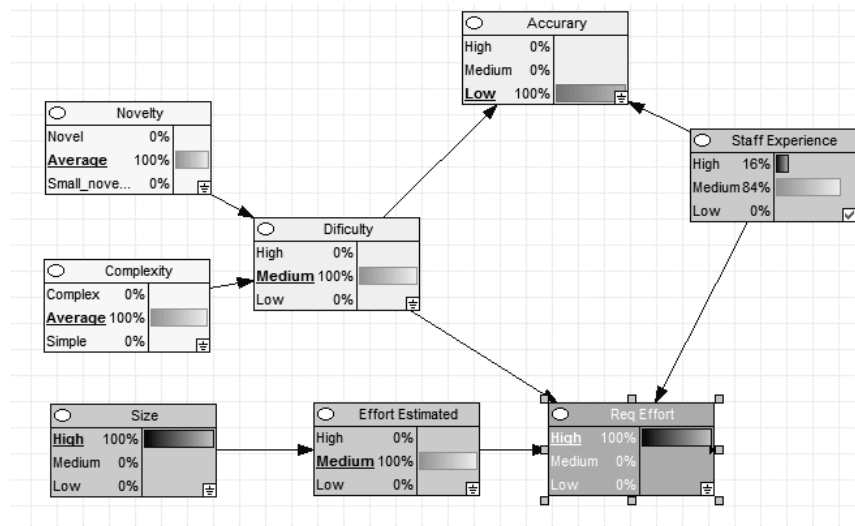 Accurary
High 0%
Medium 0%
Low 100%
Novelty
Novel 0%
Average 100%
Small_nove... 0%
Staff Experience
High 16%
Medium 84%
Low 0%
Dificulty
High 0%
Medium 100%
Low 0%
Complexity
Complex 0%
Average 100%
Simple 0%
Size
High 100%
Medium 0%
Low 0%
Effort Estimated
High 0%
Medium 100%
Low 0%
Req Effort
High 100%
Medium 0%
Low 0%